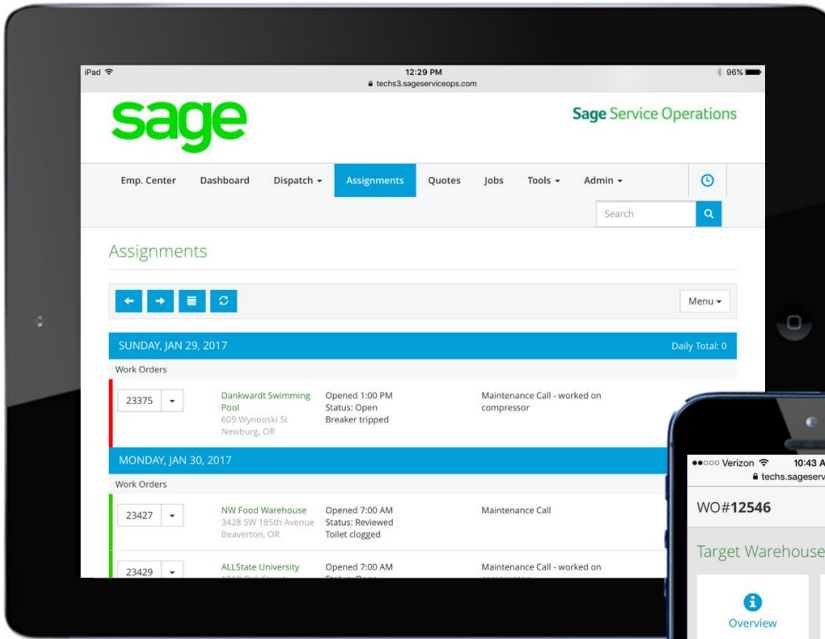 iPad 12:29 PM 96%
techs3.sageserviceops.com
sage
Sage Service Operations
Emp. Center Dashboard Dispatch Assignments Quotes Jobs Tools Admin
Search
Assignments
Menu
SUNDAY, JAN 29, 2017 Daily Total: 0
Work Orders
23375 Dankwardt Swimming Opened 1:00 PM Maintenance Call - worked on
Pool Status: Open compressor
609 Wynooski St Breaker tripped
Newburg, OR
MONDAY, JAN 30, 2017
Work Orders
23427 NW Food Warehouse Opened 7:00 AM Maintenance Call
3428 SW 185th Avenue Status: Reviewed
Beaverton, OR Toilet clogged
23429 ALLState University Opened 7:00 AM Maintenance Call - worked on
Verizon 10:43 A
techs.sageserv
WO#12546
Target Warehouse
Overview